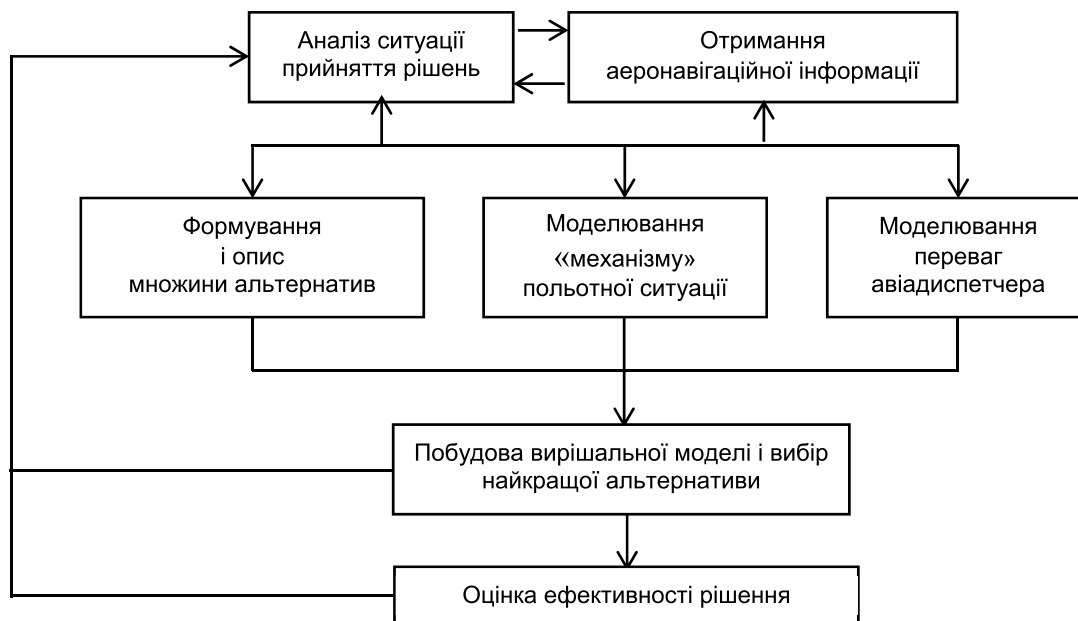 Аналіз ситуації
прийняття рішень
Отримання
аеронавігаційної інформації
Формування
і опис
множини альтернатив
Моделювання
«механізму»
польотної ситуації
Моделювання
переваг
авіадиспетчера
Побудова вирішальної моделі і вибір
найкращої альтернативи
Оцінка ефективності рішення